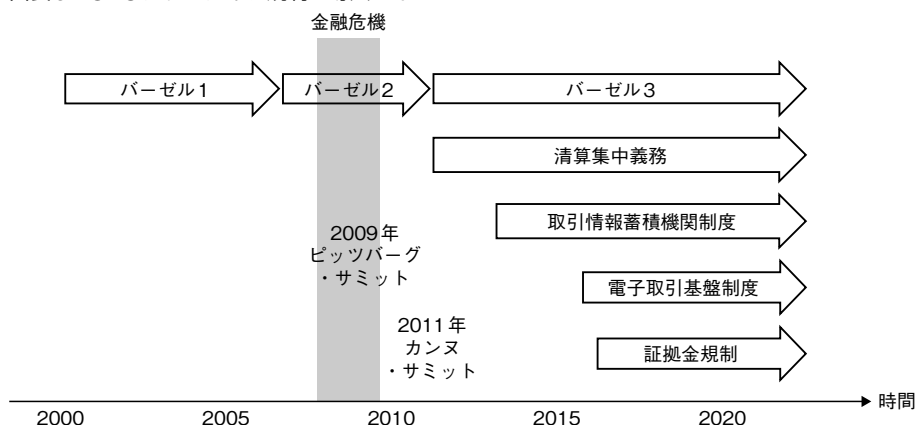 金融危機
バーゼル1
バーゼル2
バーゼル3
清算集中義務
取引情報蓄積機関制度
2009年
ピッツバーグ
・サミット
電子取引基盤制度
2011年
カンヌ
・サミット
証拠金規制
時間
2000
2005
2010
2015
2020